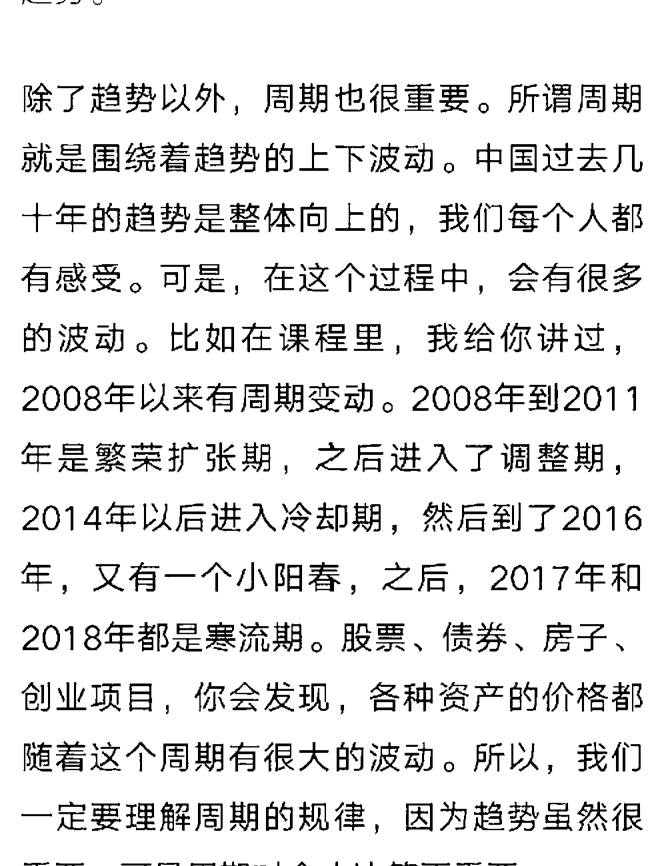 除了趋势以外，周期也很重要。所谓周期
就是围绕着趋势的上下波动。中国过去几
十年的趋势是整体向上的，我们每个人都
有感受。可是，在这个过程中，会有很多
的波动。比如在课程里，我给你讲过，
2008年以来有周期变动。2008年到2011
年是繁荣扩张期，之后进入了调整期，
2014年以后进入冷却期，然后到了2016
年，又有一个小阳春，之后，2017年和
2018年都是寒流期。股票、债券、房子、
创业项目，你会发现，各种资产的价格都
随着这个周期有很大的波动。所以，我们
一定要理解周期的规律，因为趋势虽然很